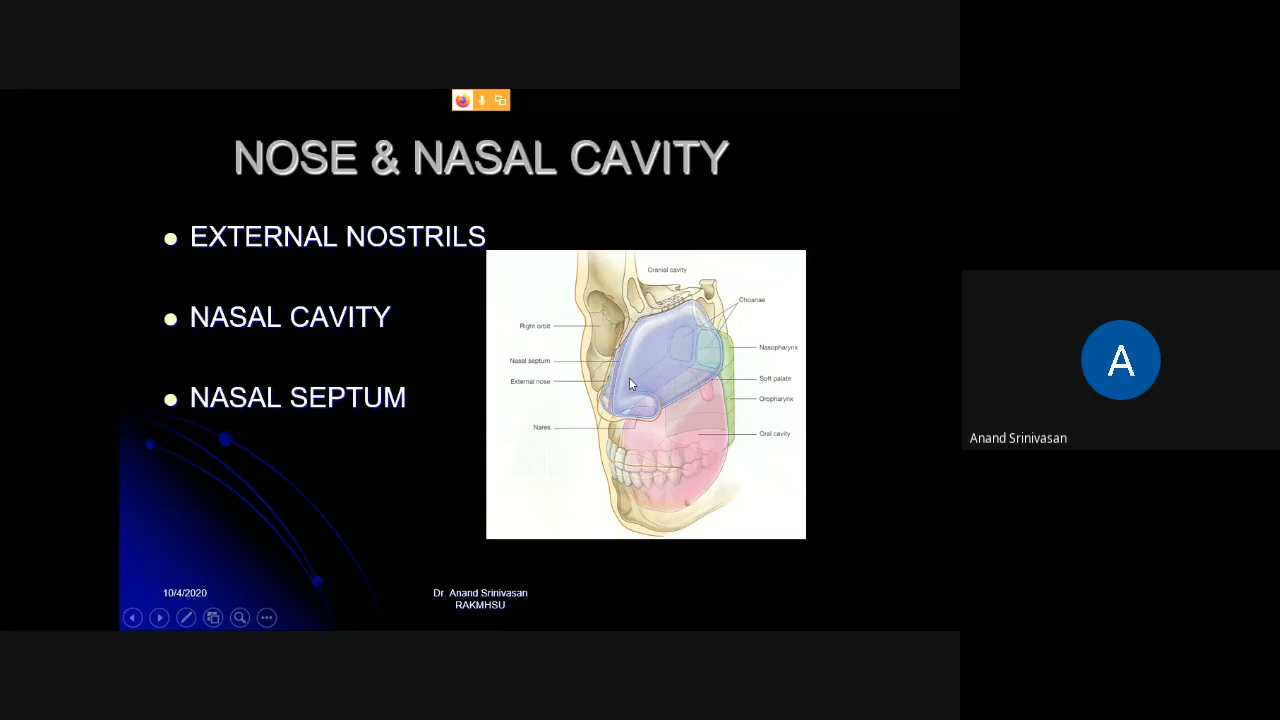 NOSE & NASAL CAVITY
EXTERNAL NOSTRILS
NASAL CAVITY
NASAL SEPTUM
Cranial cavity
Choanae
Right orbit
Nasopharynx
Nasal septum
Soft palate
External nose
Oropharynx
Nares
Oral cavity
10/4/2020
Dr. Anand Srinivasan
RAKMHSU
A
Anand Srinivasan